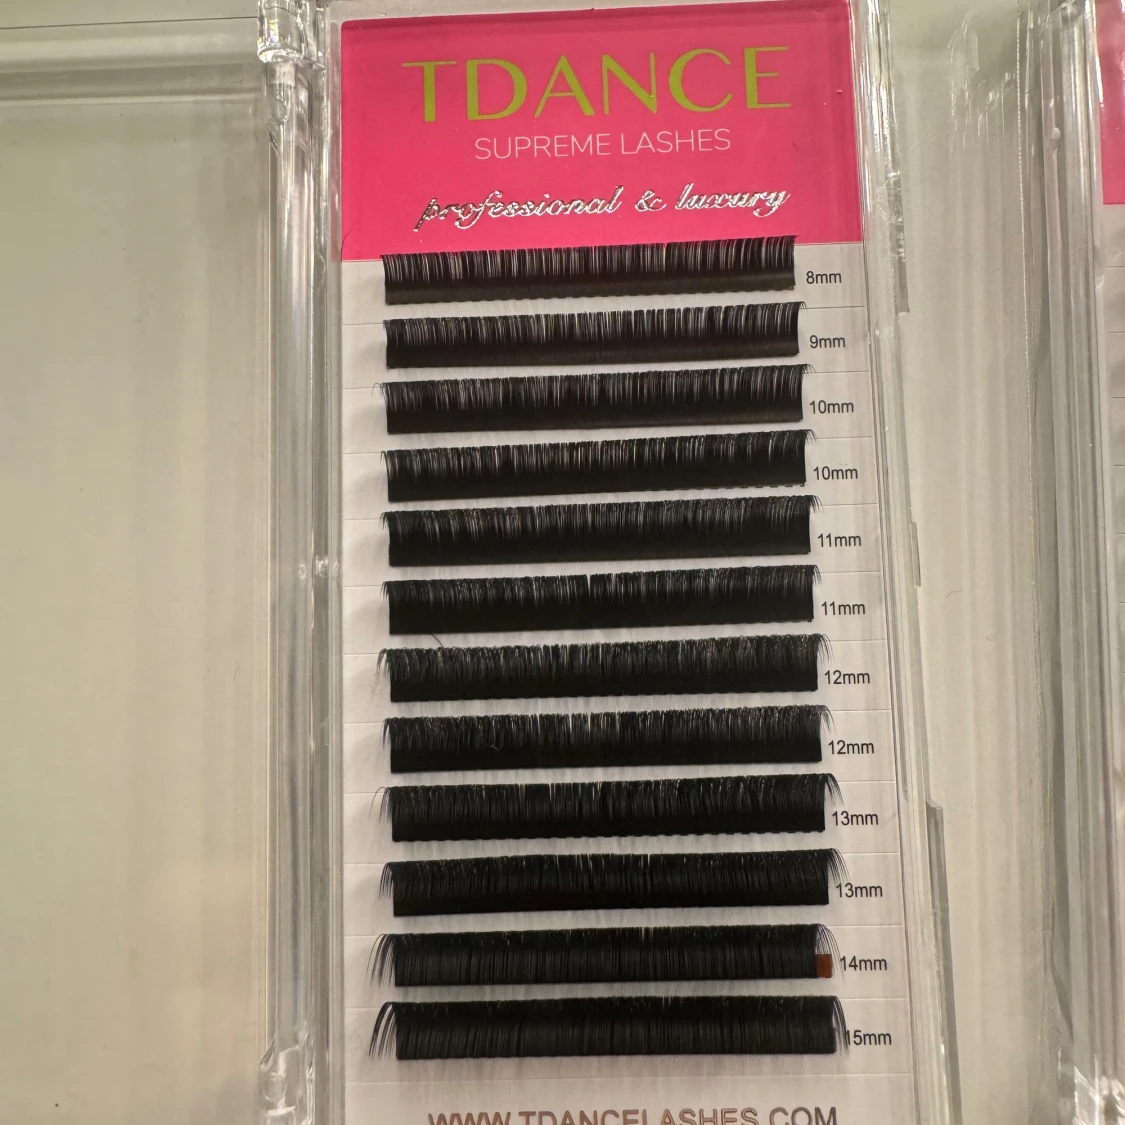 TDANCE
SUPREME LASHES
professional & luxury
8mm
9mm
10mm
10mm
11mm
11mm
12mm
12mm
13mm
13mm
14mm
15mm
WWW.TDANCELASHES.COM